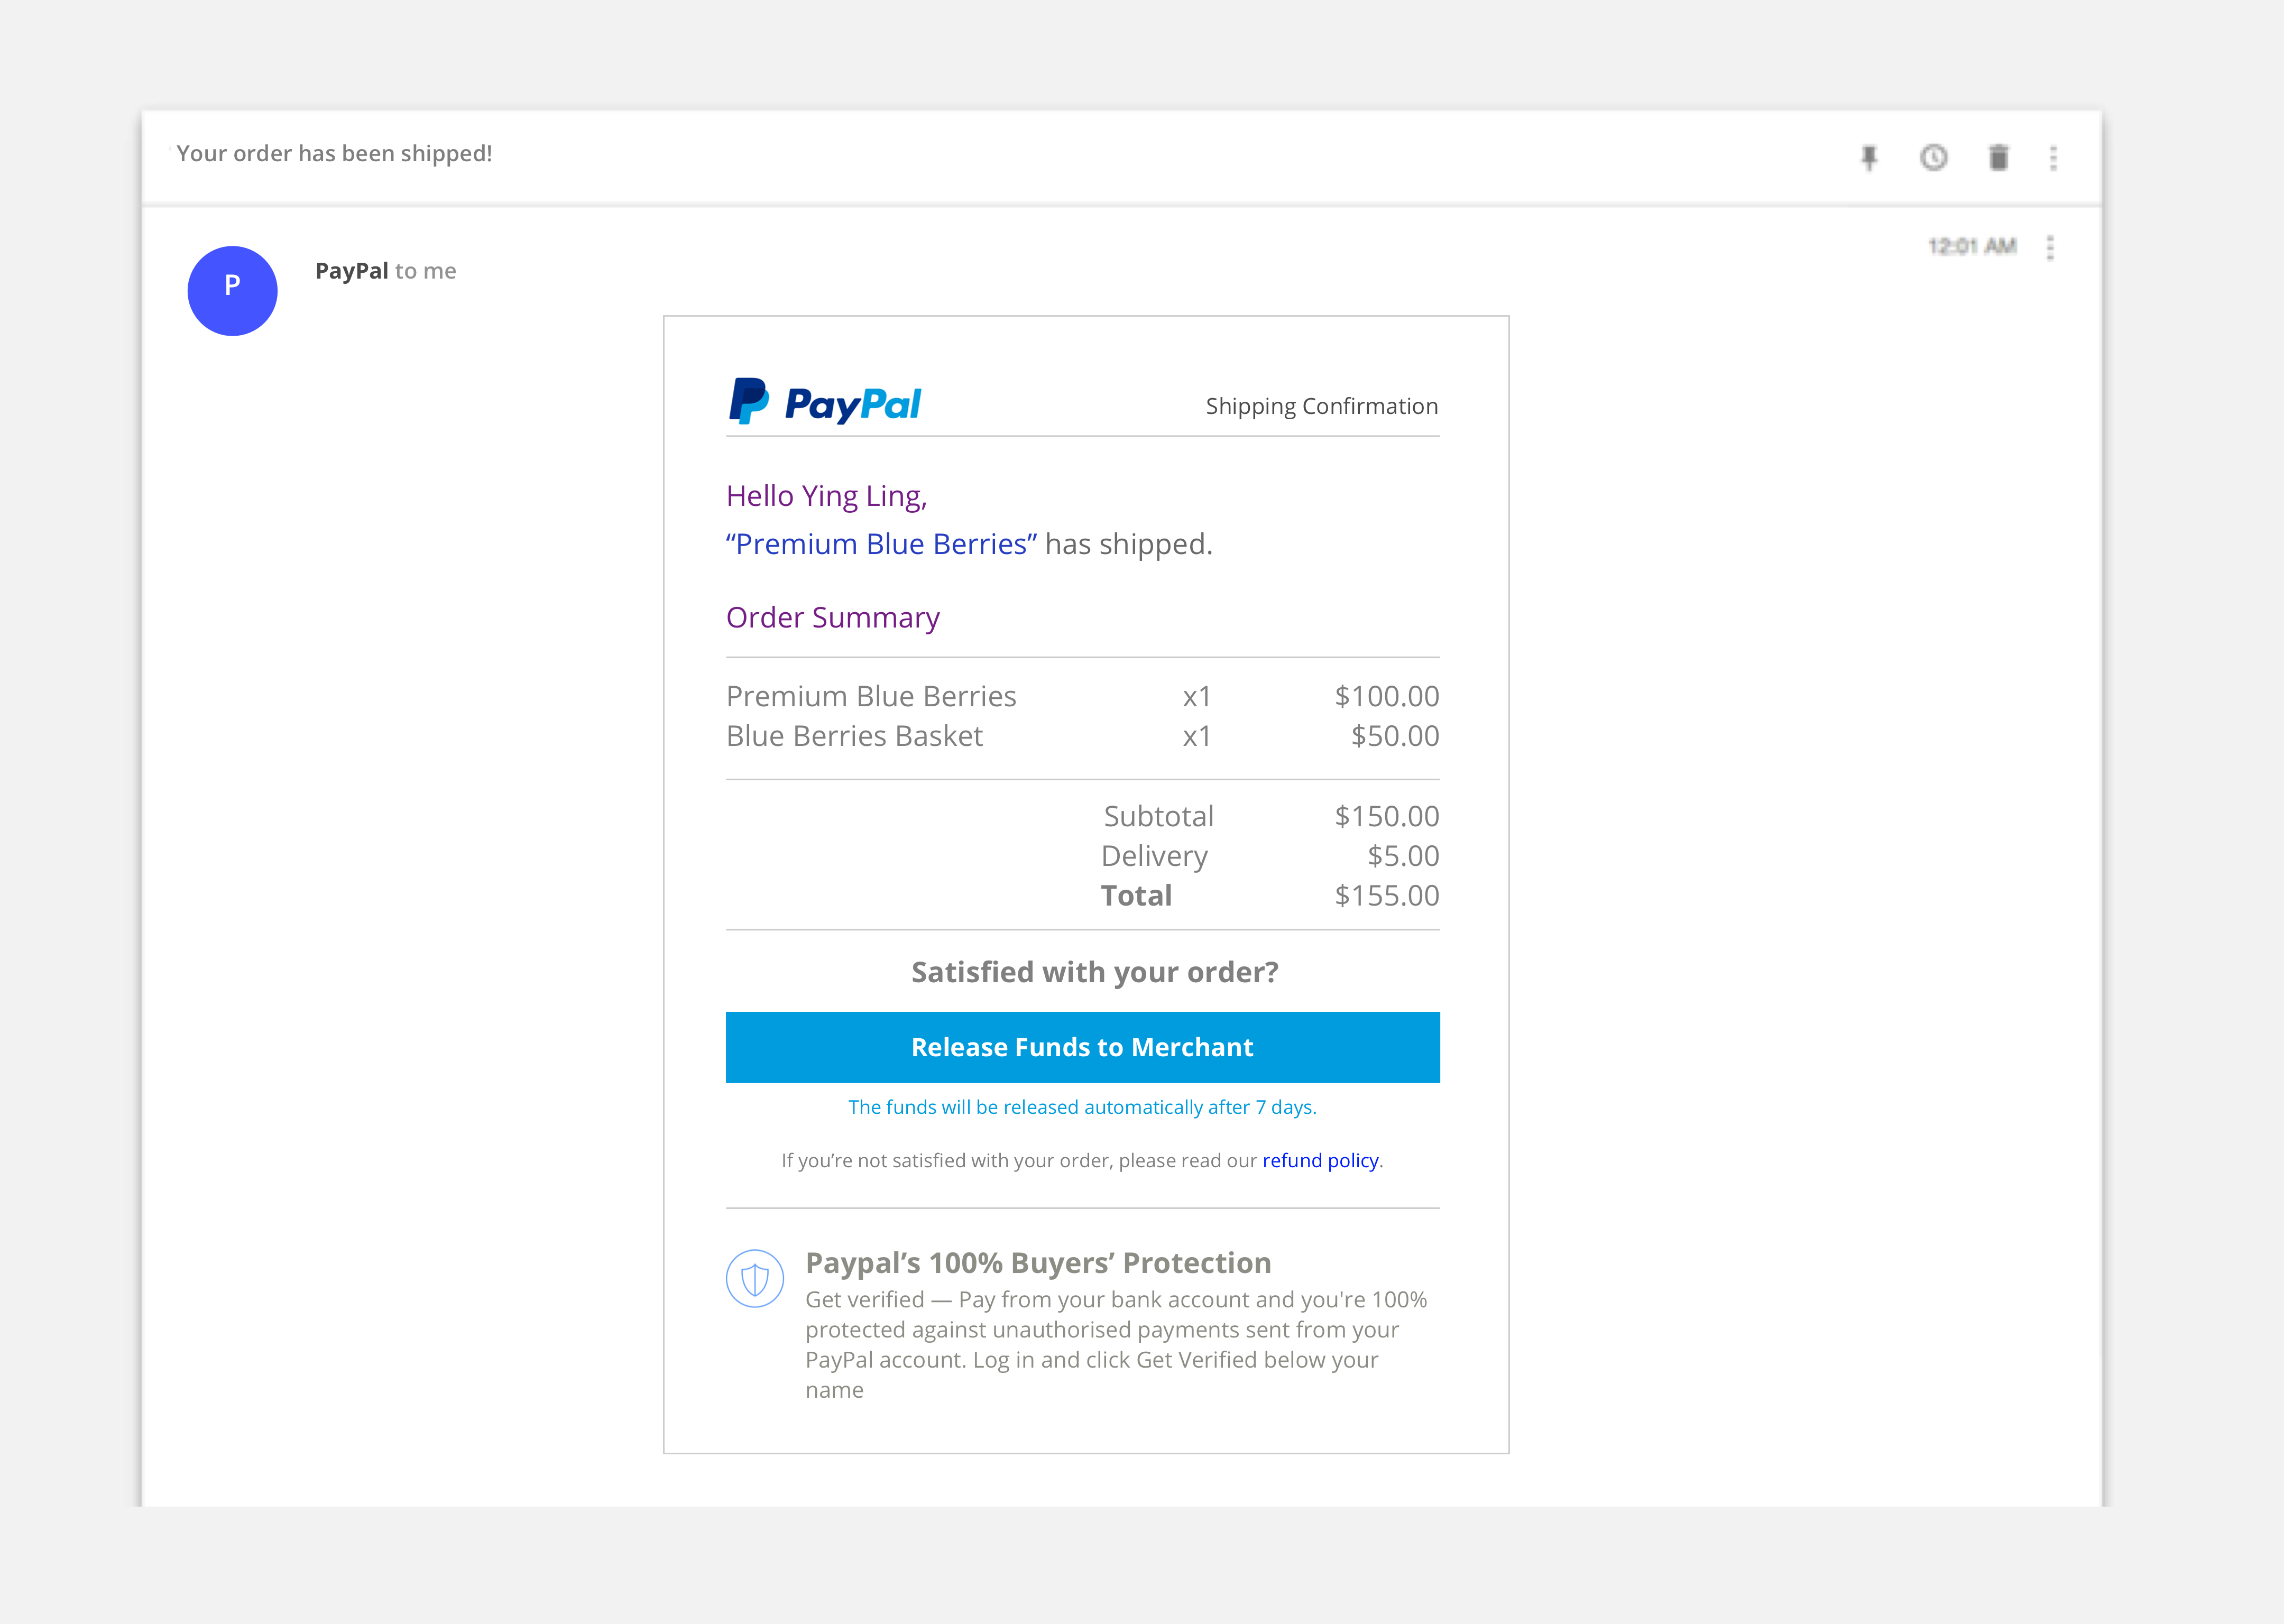 Your order has been shipped!
12:01 AM
P
PayPal to me
PayPal
Shipping Confirmation
Hello Ying Ling,
“Premium Blue Berries” has shipped.
Order Summary
Premium Blue Berries x1 $100.00
Blue Berries Basket x1 $50.00
Subtotal $150.00
Delivery $5.00
Total $155.00
Satisfied with your order?
Release Funds to Merchant
The funds will be released automatically after 7 days.
If you’re not satisfied with your order, please read our refund policy.
Paypal’s 100% Buyers’ Protection
Get verified — Pay from your bank account and you're 100%
protected against unauthorised payments sent from your
PayPal account. Log in and click Get Verified below your
name